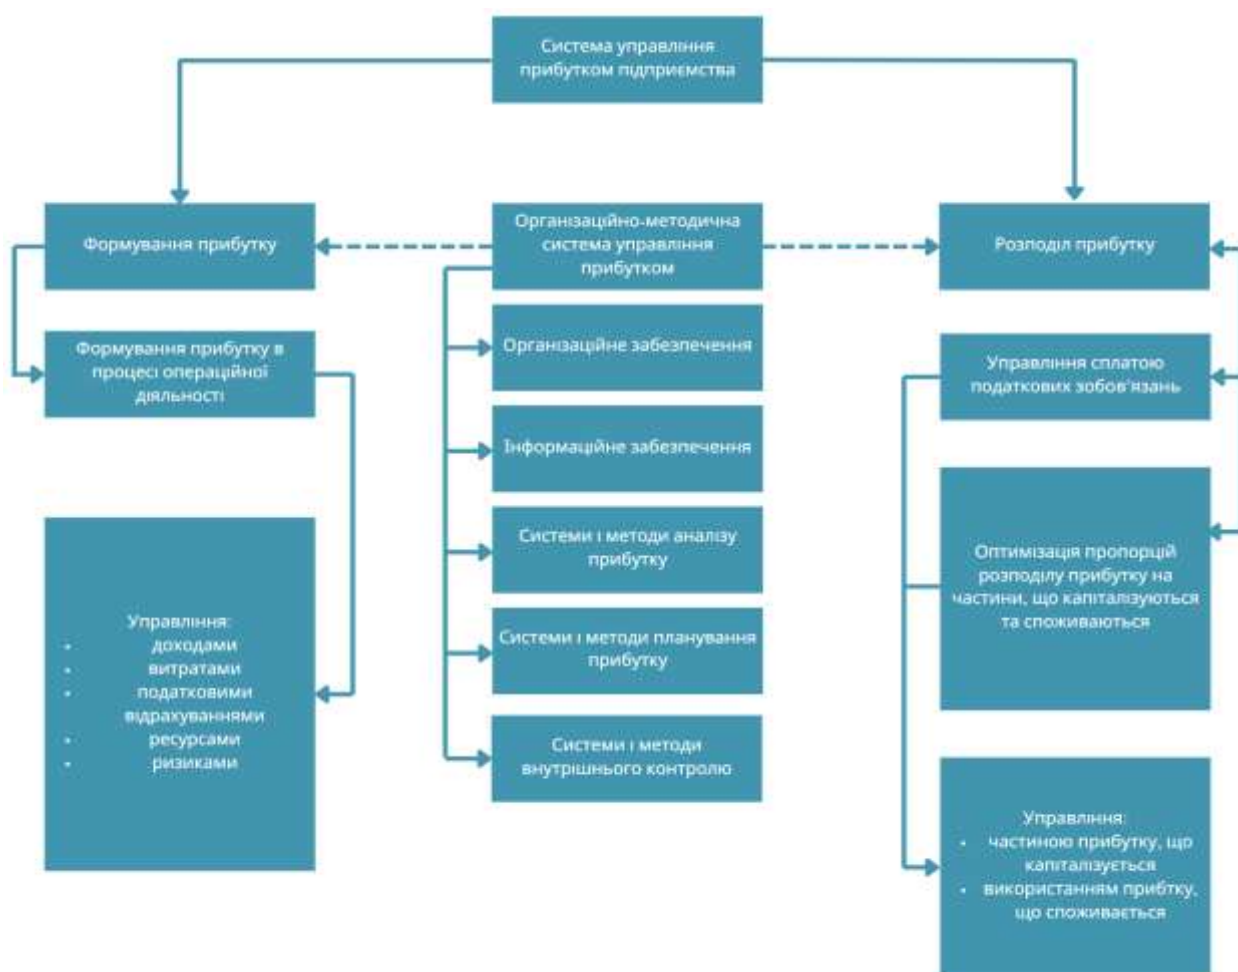 Система управління
прибутком підприємства
Формування прибутку
Організаційно-методична
система управління
прибутком
Розподіл прибутку
Формування прибутку в
процесі операційної
діяльності
Організаційне забезпечення
Управління сплатою
податкових зобов'язань
Інформаційне забезпечення
Системи і методи аналізу
прибутку
Оптимізація пропорцій
розподілу прибутку на
частини, що капіталізуються
та споживаються
Управління:
• доходами
• витратами
• податковими
відрахуваннями
• ресурсами
• ризиками
Системи і методи планування
прибутку
Системи і методи
внутрішнього контролю
Управління:
• частиною прибутку, що
капіталізується
• використанням прибтку,
що споживається